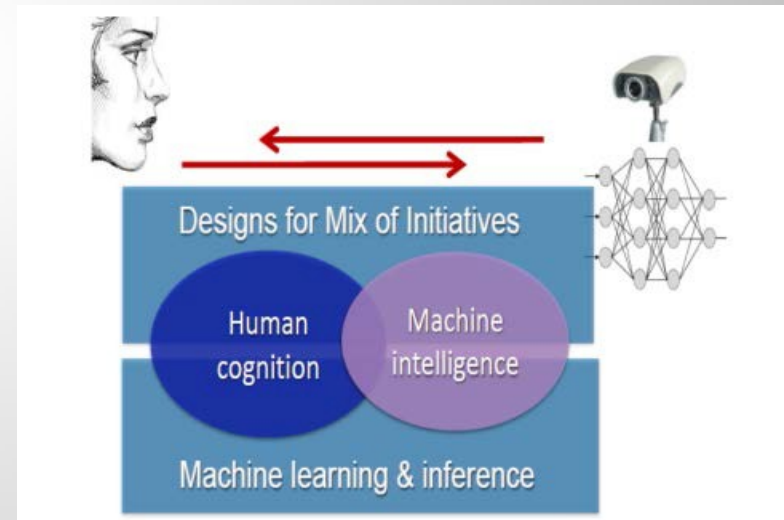 Designs for Mix of Initiatives
Human
cognition
Machine
intelligence
Machine learning & inference